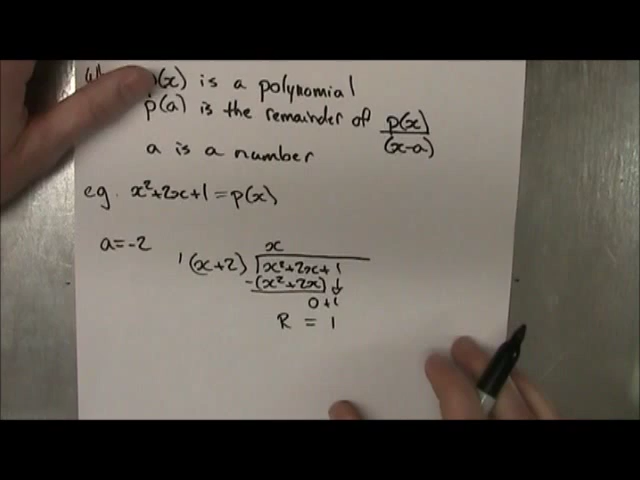 p(x) is a polynomial
p(a) is the remainder of p(x)
(x-a)
a is a number
eg. x²+2x+1 = p(x)
a=-2
x
1 (x+2) x²+2x+1
-(x²+2x) ↓
0+1
R = 1